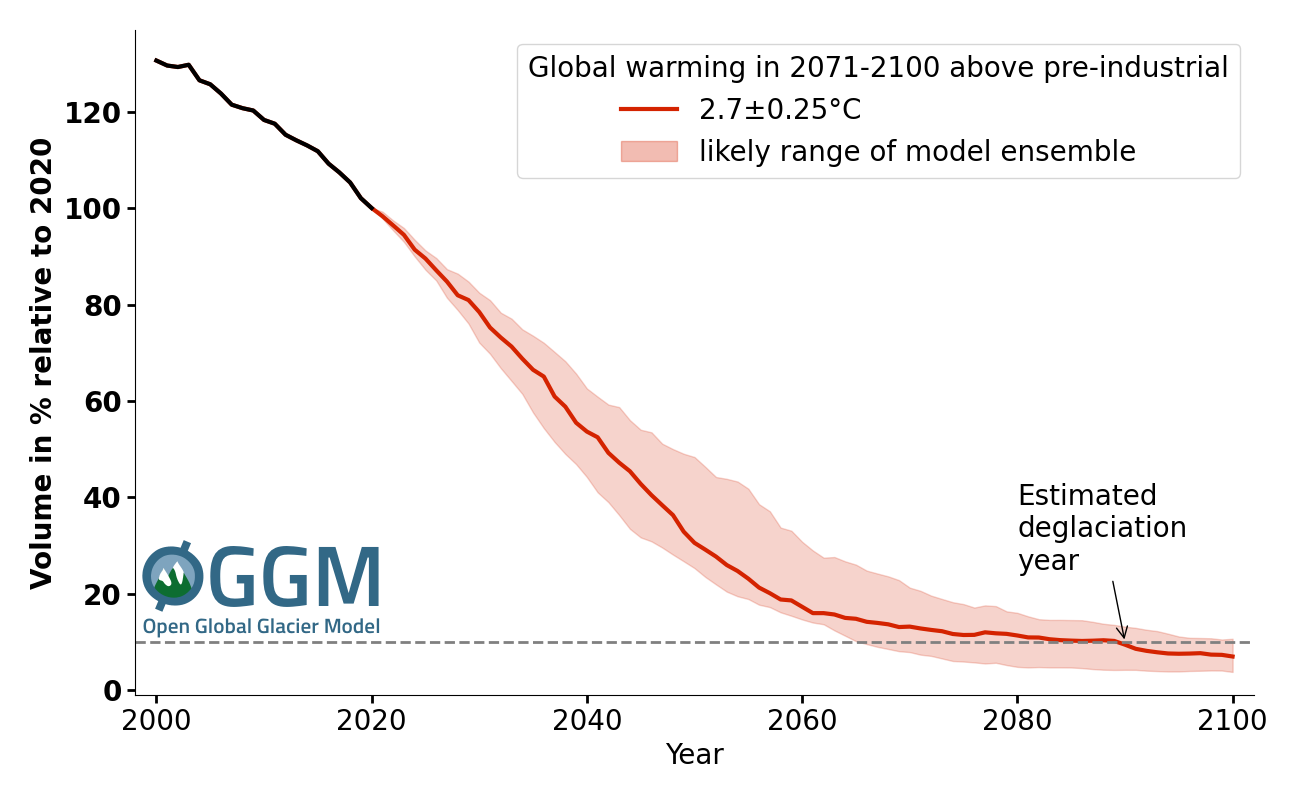 Global warming in 2071-2100 above pre-industrial
2.7±0.25°C
likely range of model ensemble
Volume in % relative to 2020
120
100
80
60
40
20
0
Estimated
deglaciation
year
OGGM
Open Global Glacier Model
2000
2020
2040
2060
2080
2100
Year